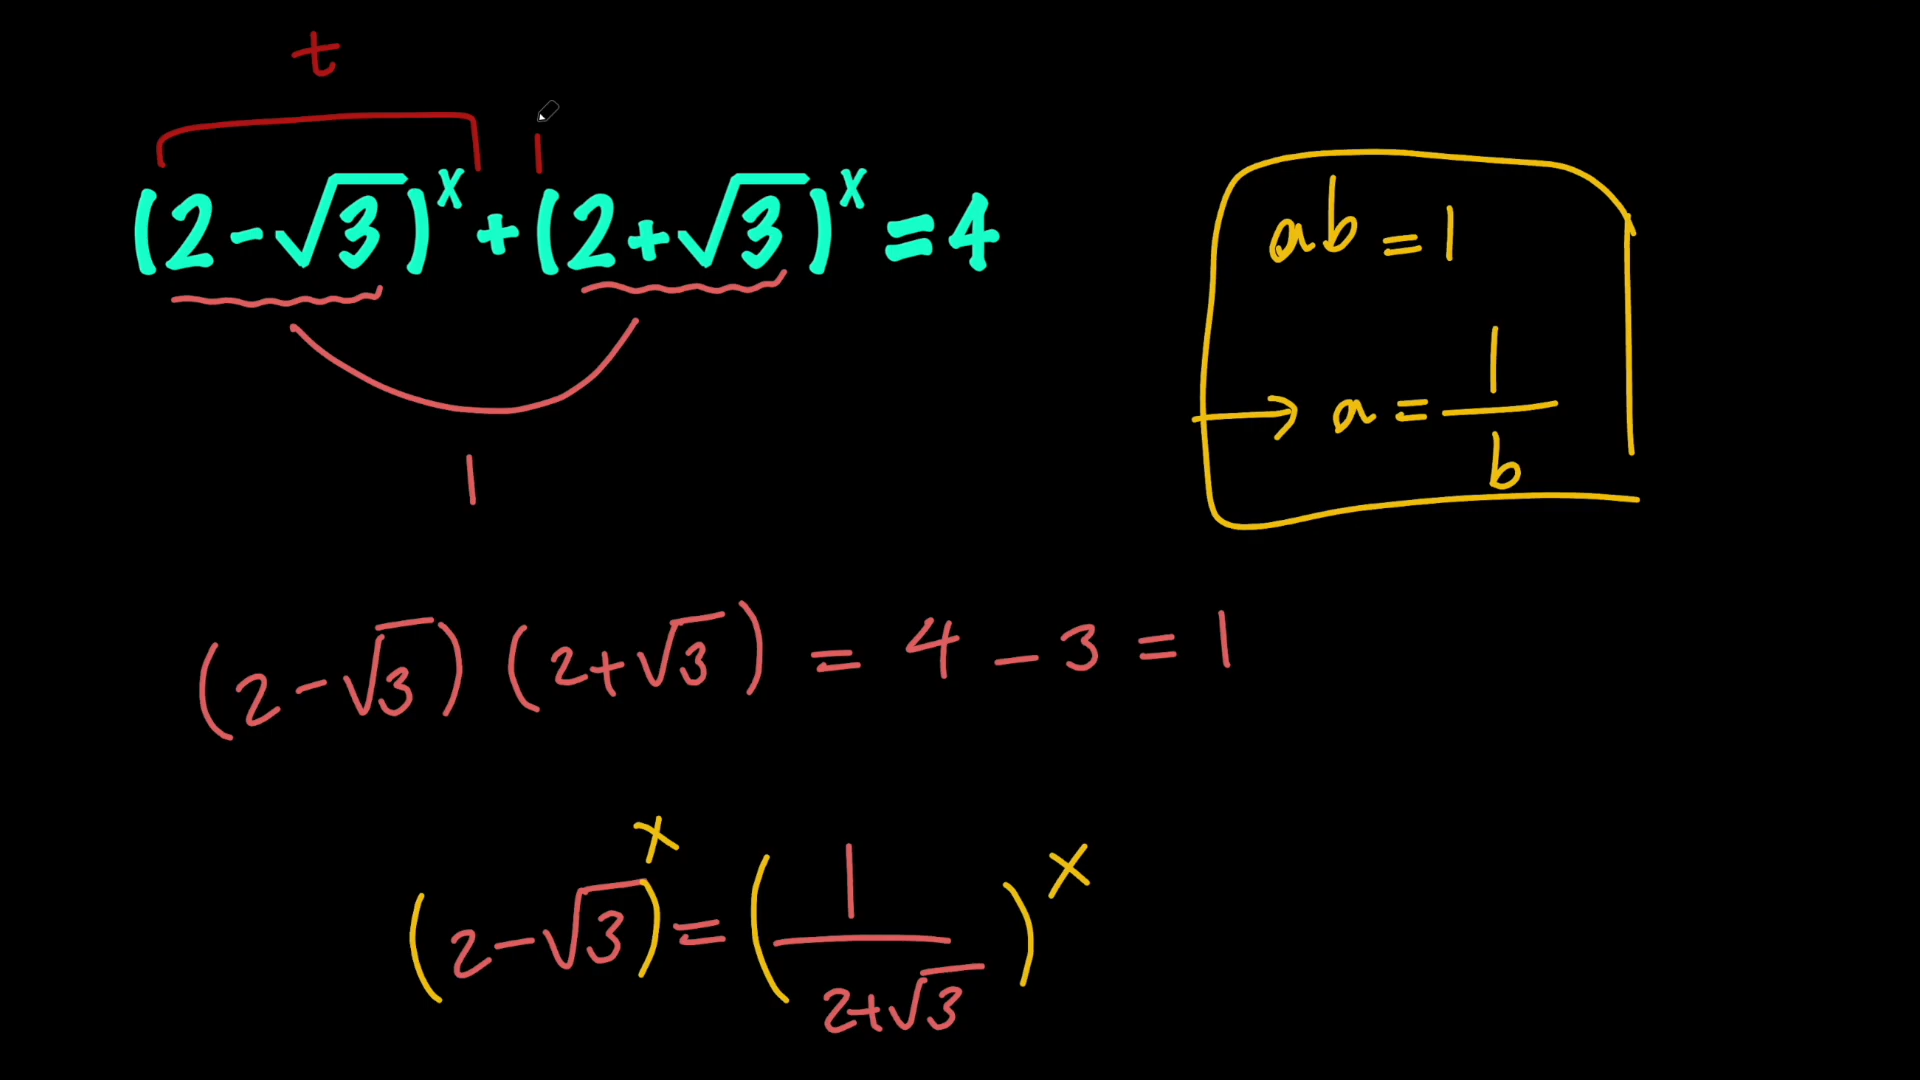 t
(2-√3)^x + (2+√3)^x = 4
1
ab = 1
→ a = 1/b
(2-√3) (2+√3) = 4 - 3 = 1
(2-√3)^x = (1/(2+√3))^x